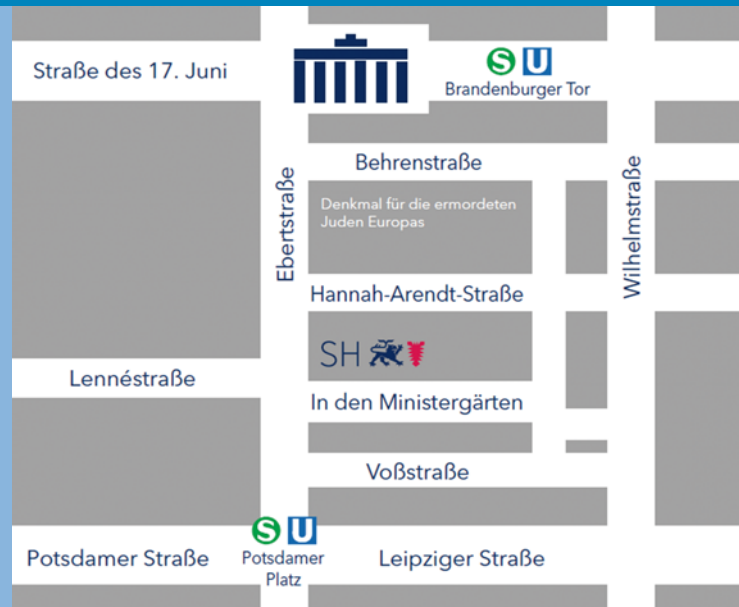 Straße des 17. Juni
S U
Brandenburger Tor
Behrenstraße
Ebertstraße
Denkmal für die ermordeten
Juden Europas
Wilhelmstraße
Hannah-Arendt-Straße
SH
Lennéstraße
In den Ministergärten
Voßstraße
S U
Potsdamer Straße
Potsdamer
Platz
Leipziger Straße